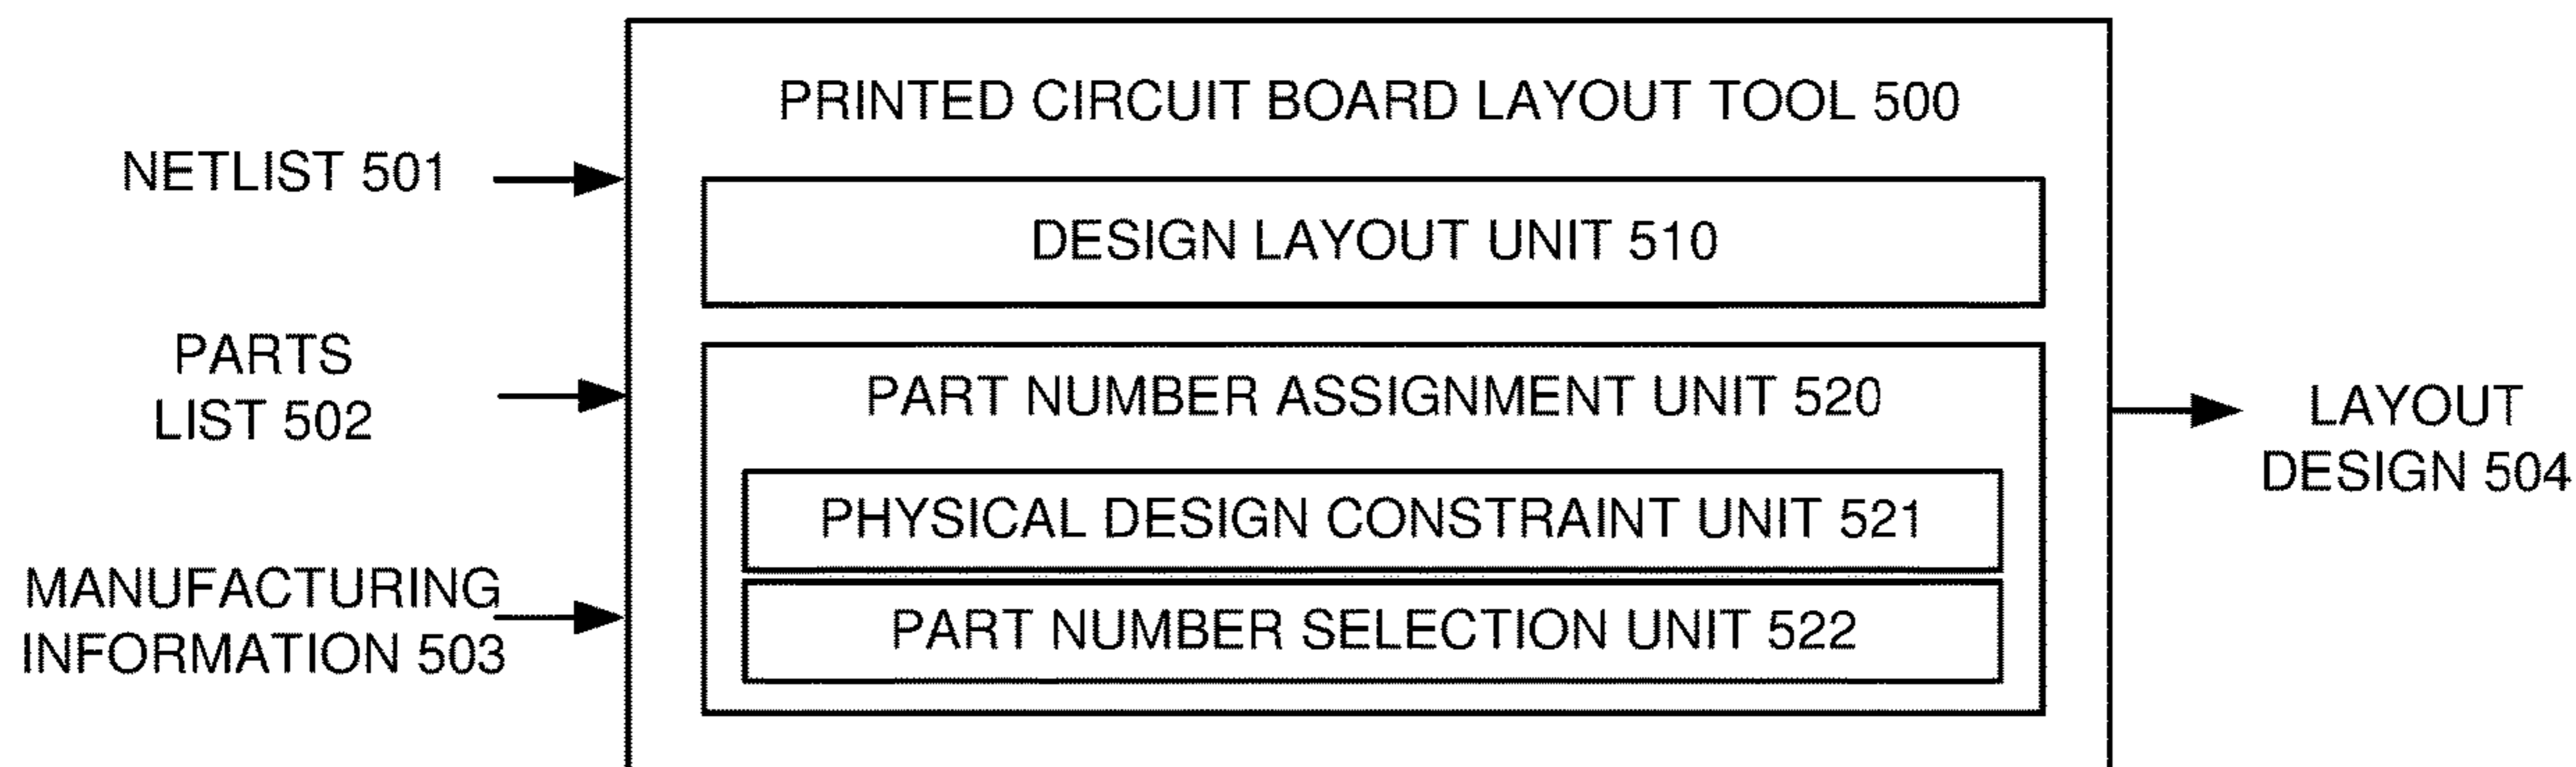 PRINTED CIRCUIT BOARD LAYOUT TOOL 500
NETLIST 501
DESIGN LAYOUT UNIT 510
PARTS
LIST 502
PART NUMBER ASSIGNMENT UNIT 520
PHYSICAL DESIGN CONSTRAINT UNIT 521
PART NUMBER SELECTION UNIT 522
MANUFACTURING
INFORMATION 503
LAYOUT
DESIGN 504